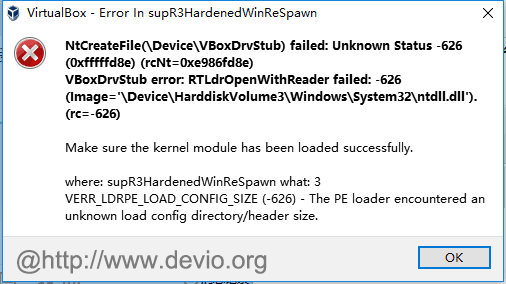 VirtualBox - Error In supR3HardenedWinReSpawn
NtCreateFile(\Device\VBoxDrvStub) failed: Unknown Status -626
(0xfffffd8e) (rcNt=0xe986fd8e)
VBoxDrvStub error: RTLdrOpenWithReader failed: -626
(Image='\Device\HarddiskVolume3\Windows\System32\ntdll.dll').
(rc=-626)
Make sure the kernel module has been loaded successfully.
where: supR3HardenedWinReSpawn what: 3
VERR_LDRPE_LOAD_CONFIG_SIZE (-626) - The PE loader encountered an
unknown load config directory/header size.
OK
@http://www.devio.org